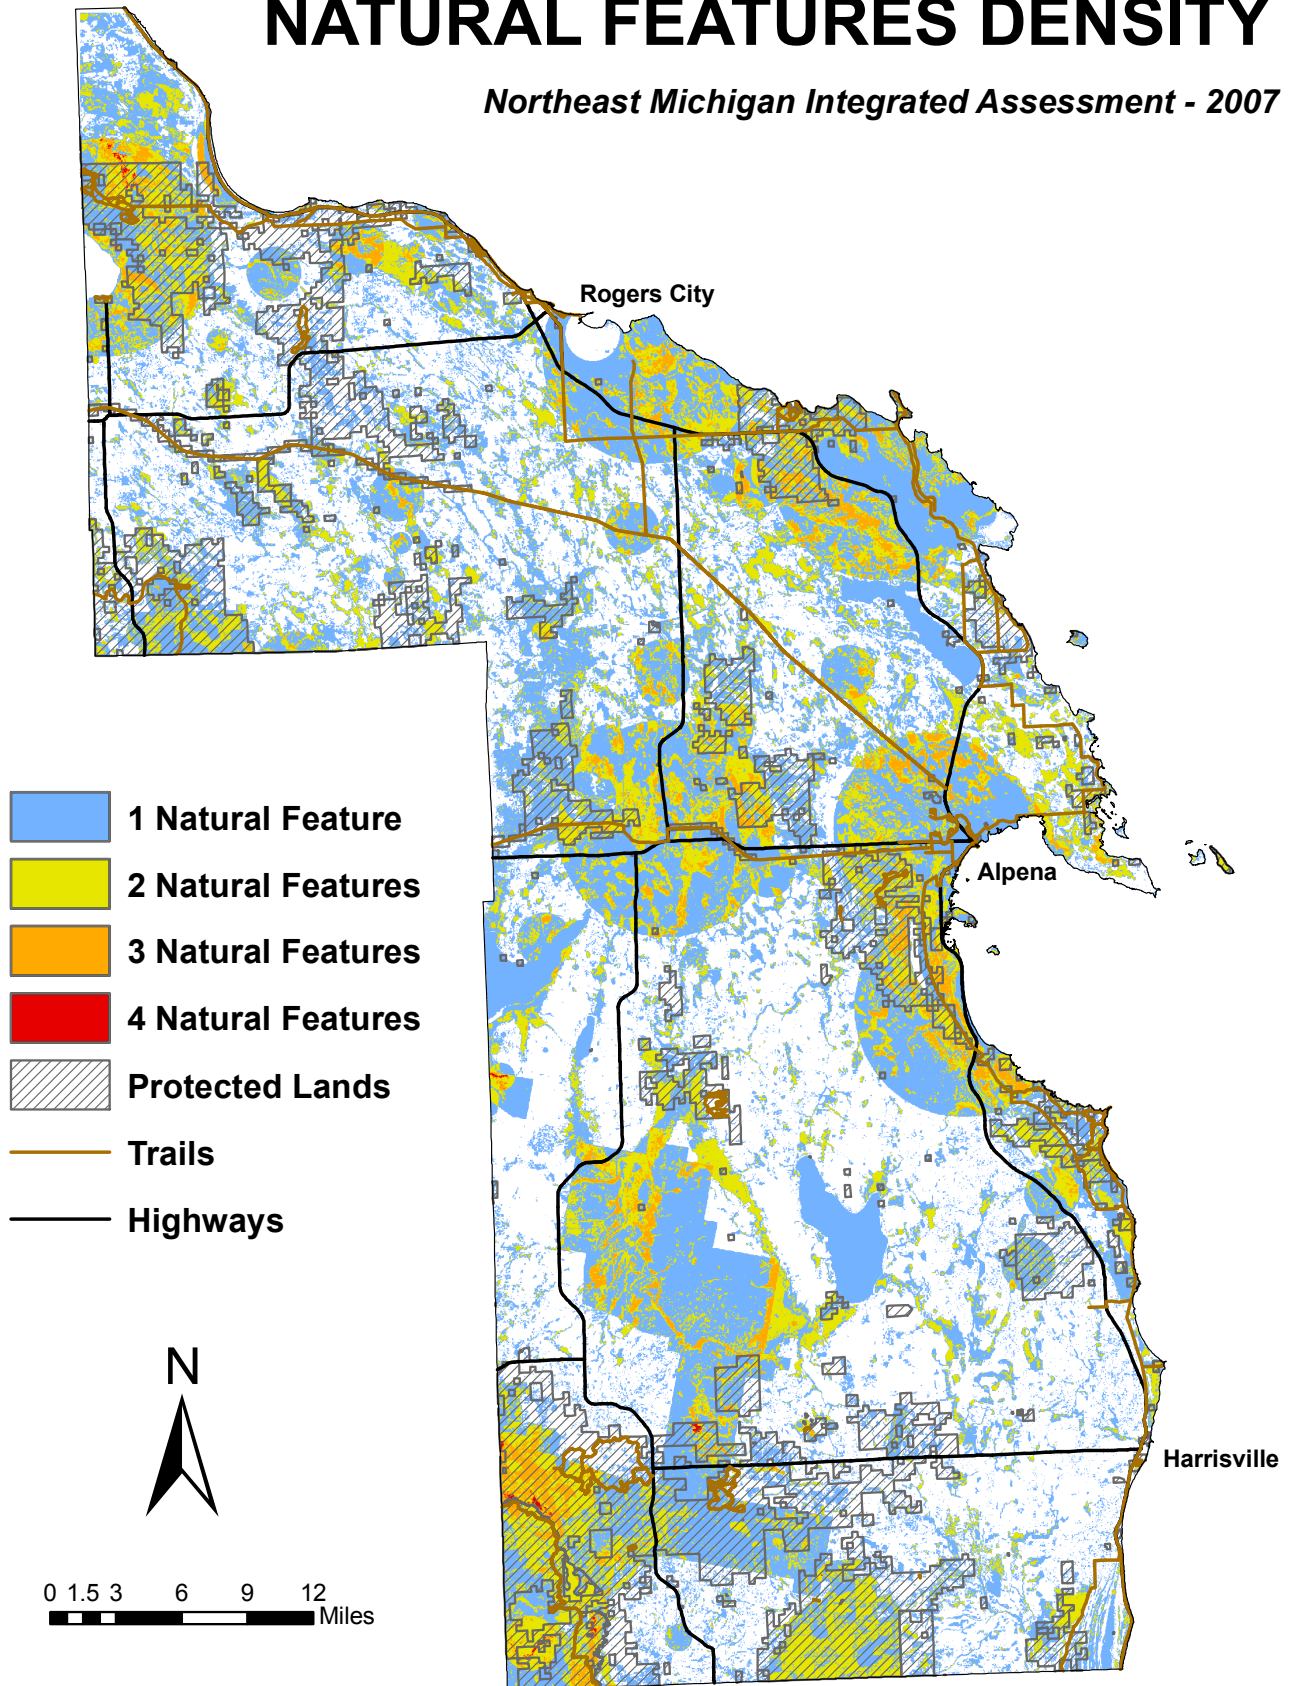 NATURAL FEATURES DENSITY
Northeast Michigan Integrated Assessment - 2007
Rogers City
Alpena
Harrisville
1 Natural Feature
2 Natural Features
3 Natural Features
4 Natural Features
Protected Lands
Trails
Highways
N
0 1.5 3 6 9 12
Miles